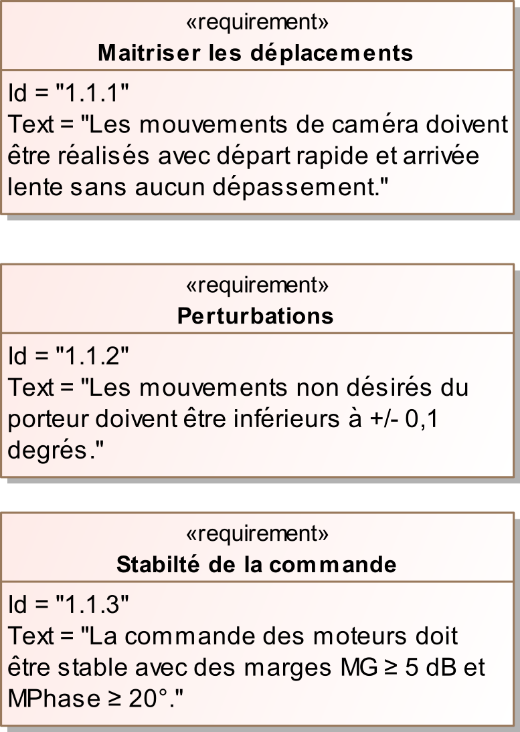 «requirement»
Maitriser les déplacements
Id = "1.1.1"
Text = "Les mouvements de caméra doivent
être réalisés avec départ rapide et arrivée
lente sans aucun dépassement."
«requirement»
Perturbations
Id = "1.1.2"
Text = "Les mouvements non désirés du
porteur doivent être inférieurs à +/- 0,1
degrés."
«requirement»
Stabilté de la commande
Id = "1.1.3"
Text = "La commande des moteurs doit
être stable avec des marges MG ≥ 5 dB et
MPhase ≥ 20°."